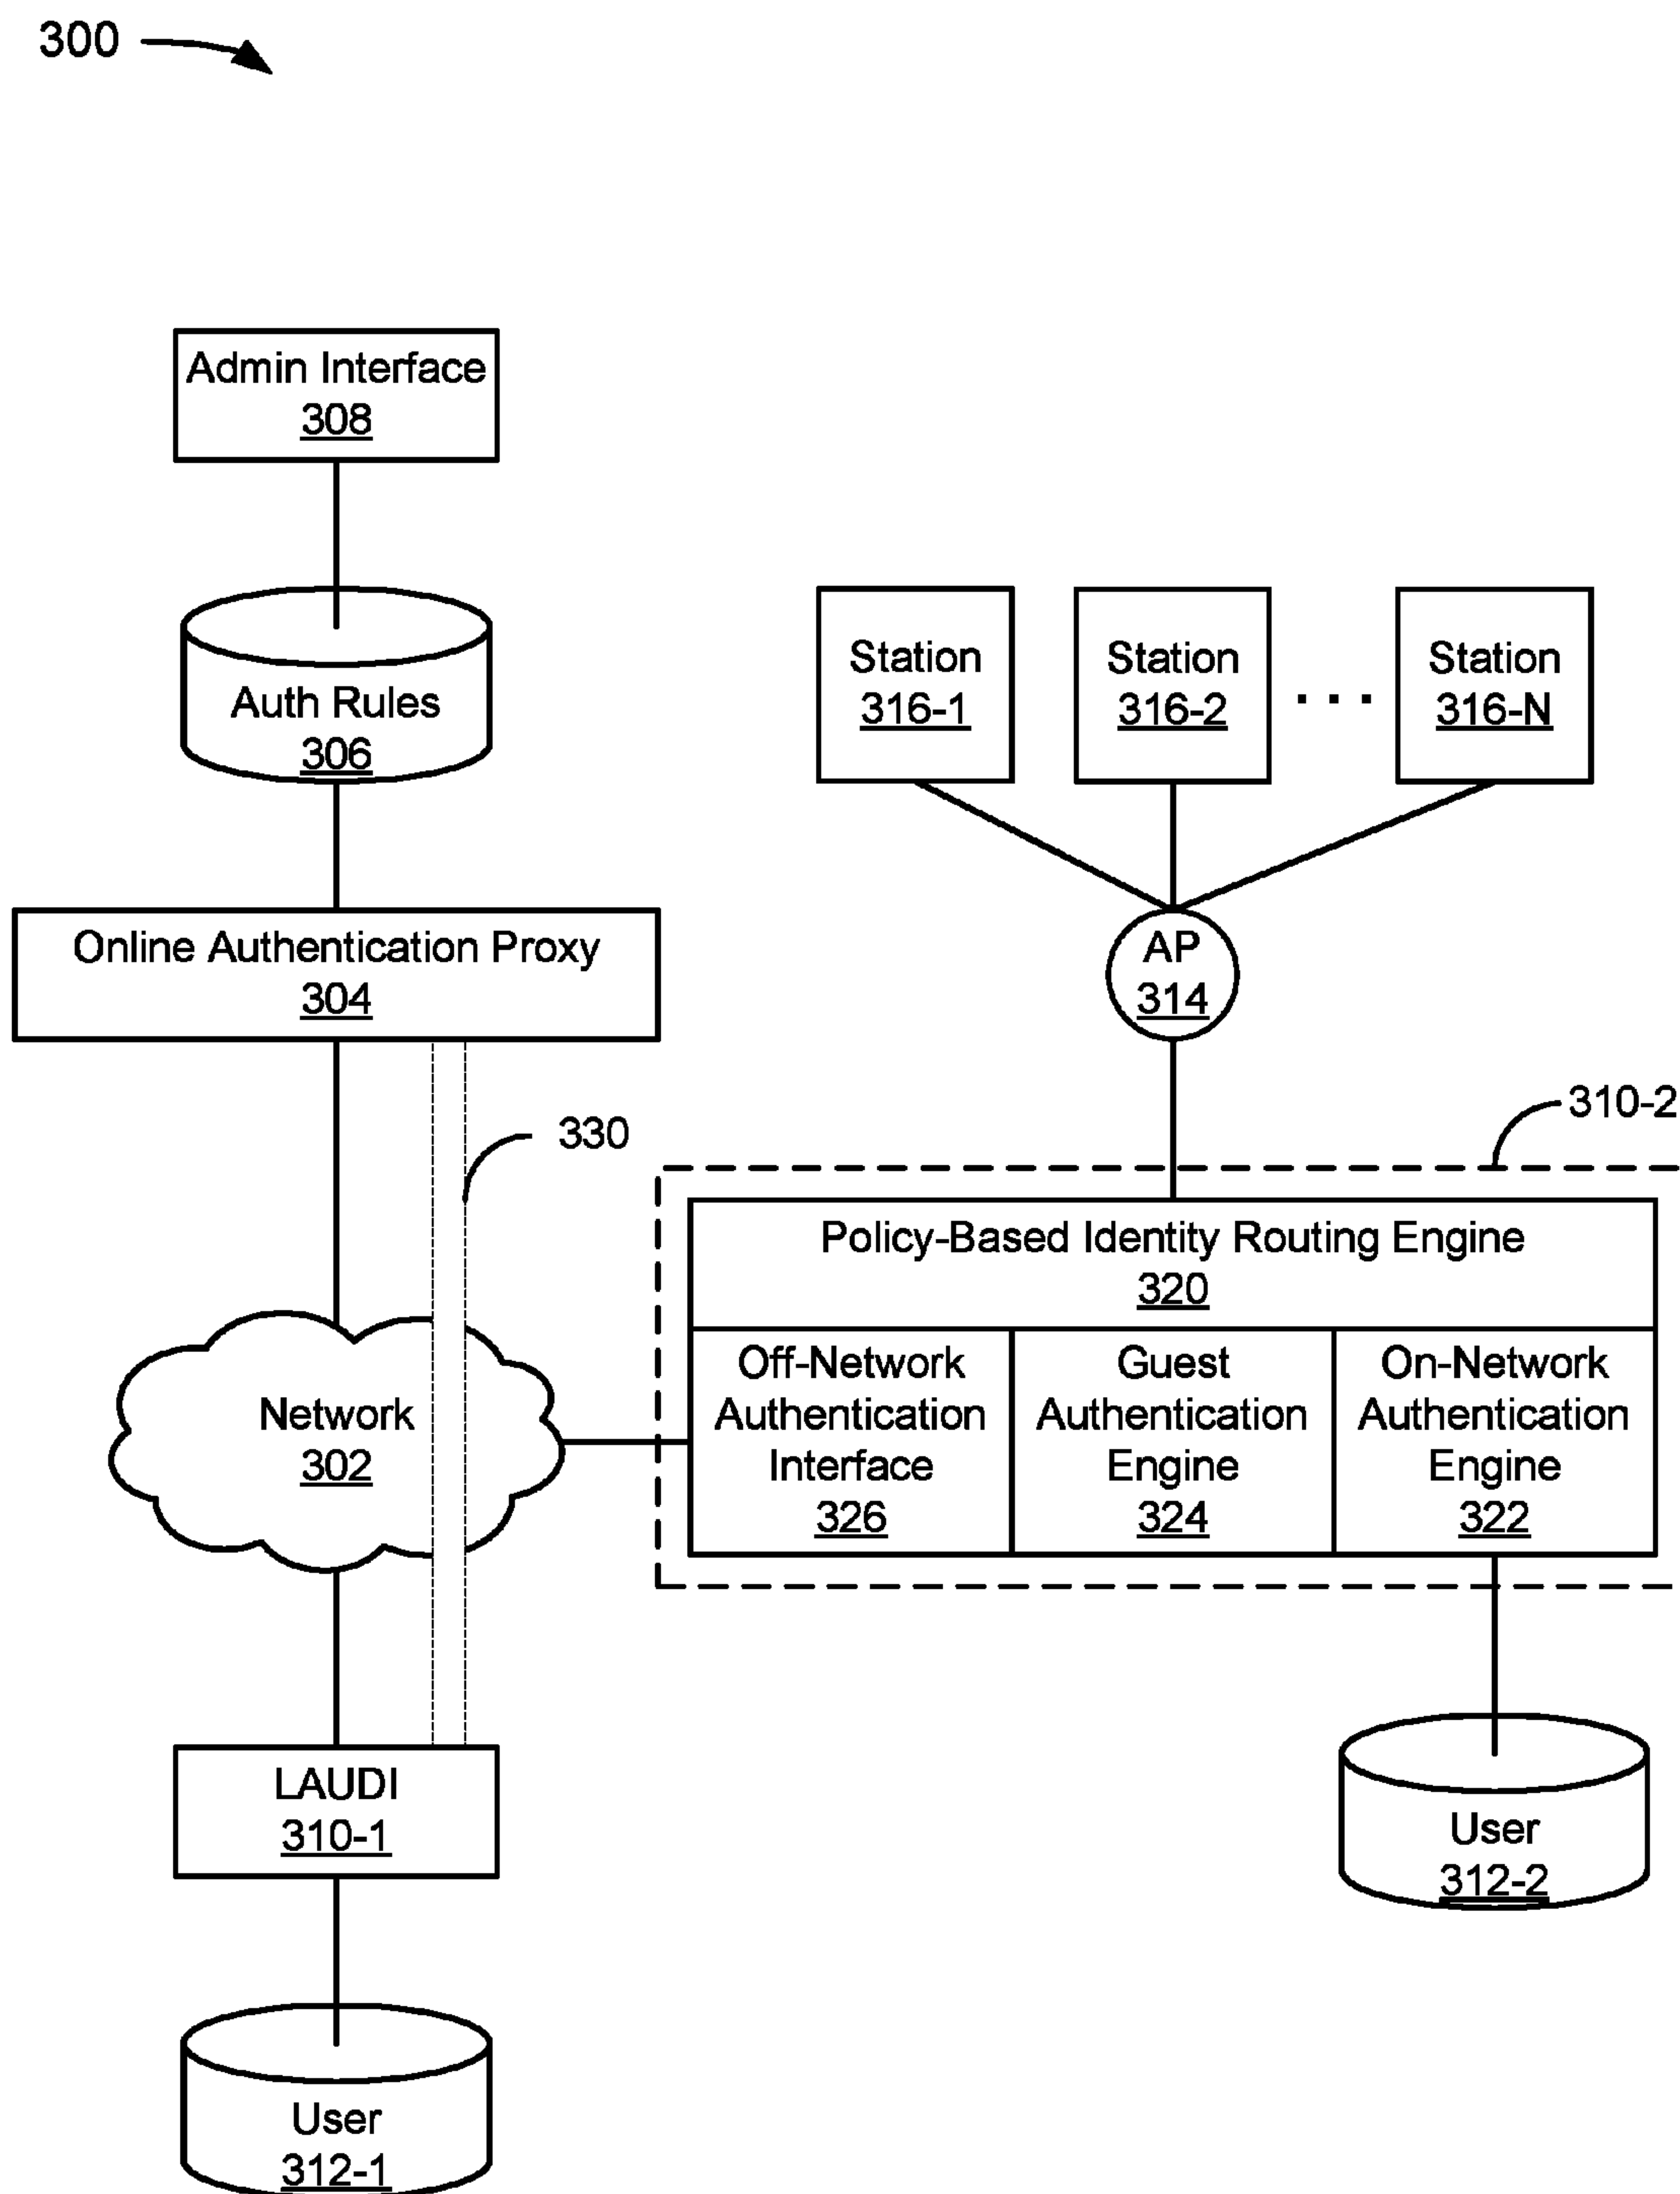 300
Admin Interface
308
Auth Rules
306
Station
316-1
Station
316-2
. . .
Station
316-N
Online Authentication Proxy
304
AP
314
330
310-2
Policy-Based Identity Routing Engine
320
Off-Network
Authentication
Interface
326
Guest
Authentication
Engine
324
On-Network
Authentication
Engine
322
Network
302
LAUDI
310-1
User
312-2
User
312-1